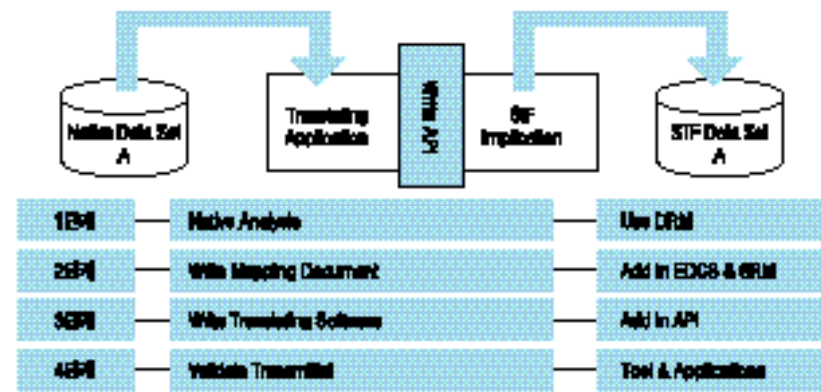 Native Data Set
A
Translating
Application
Write API
Implication
STF Data Set
A
Native Analysis
Use DRM
Write Mapping Document
Add in EDCS & SRM
Write Translating Software
Add in API
Validate Transmittal
Tool & Applications